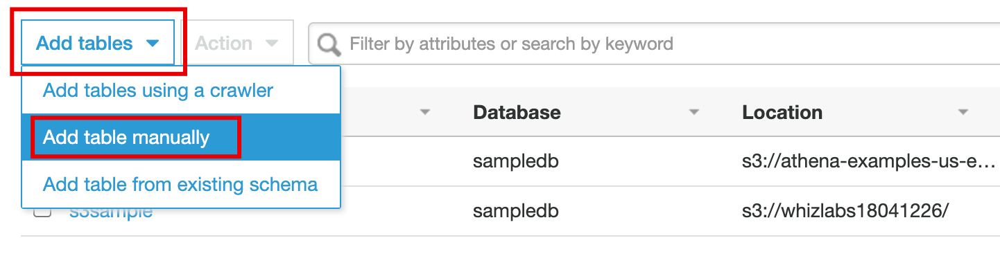 Add tables Action Filter by attributes or search by keyword
Add tables using a crawler
Database Location
Add table manually
sampledb s3://athena-examples-us-e…
Add table from existing schema
s3sample sampledb s3://whizlabs18041226/